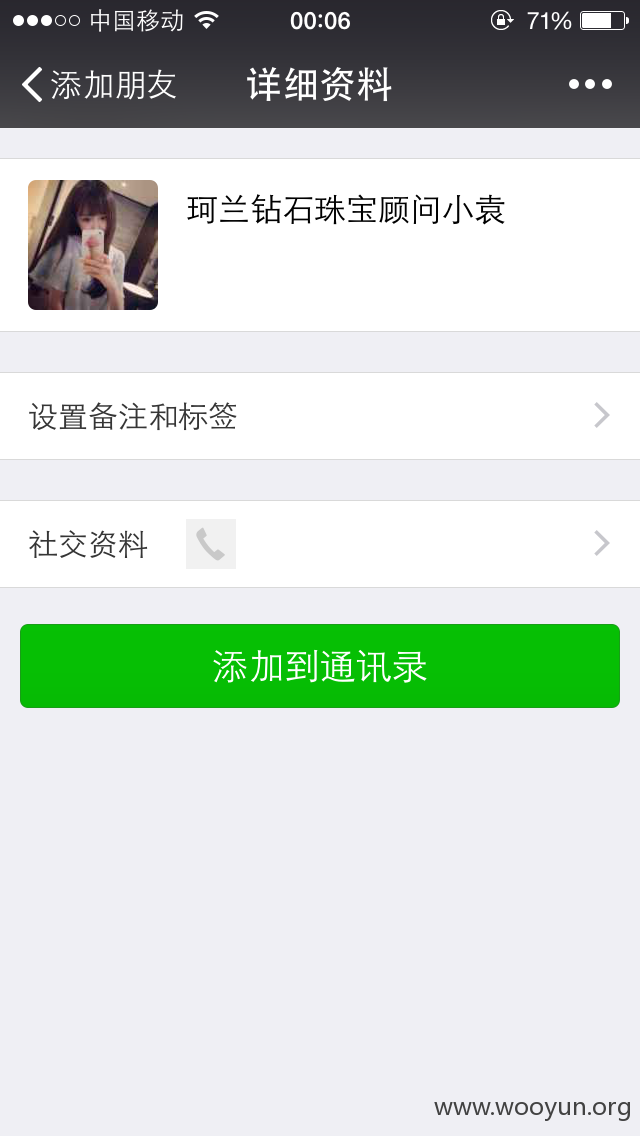 中国移动 00:06 71%
添加朋友 详细资料
珂兰钻石珠宝顾问小袁
设置备注和标签
社交资料
添加到通讯录
www.wooyun.org